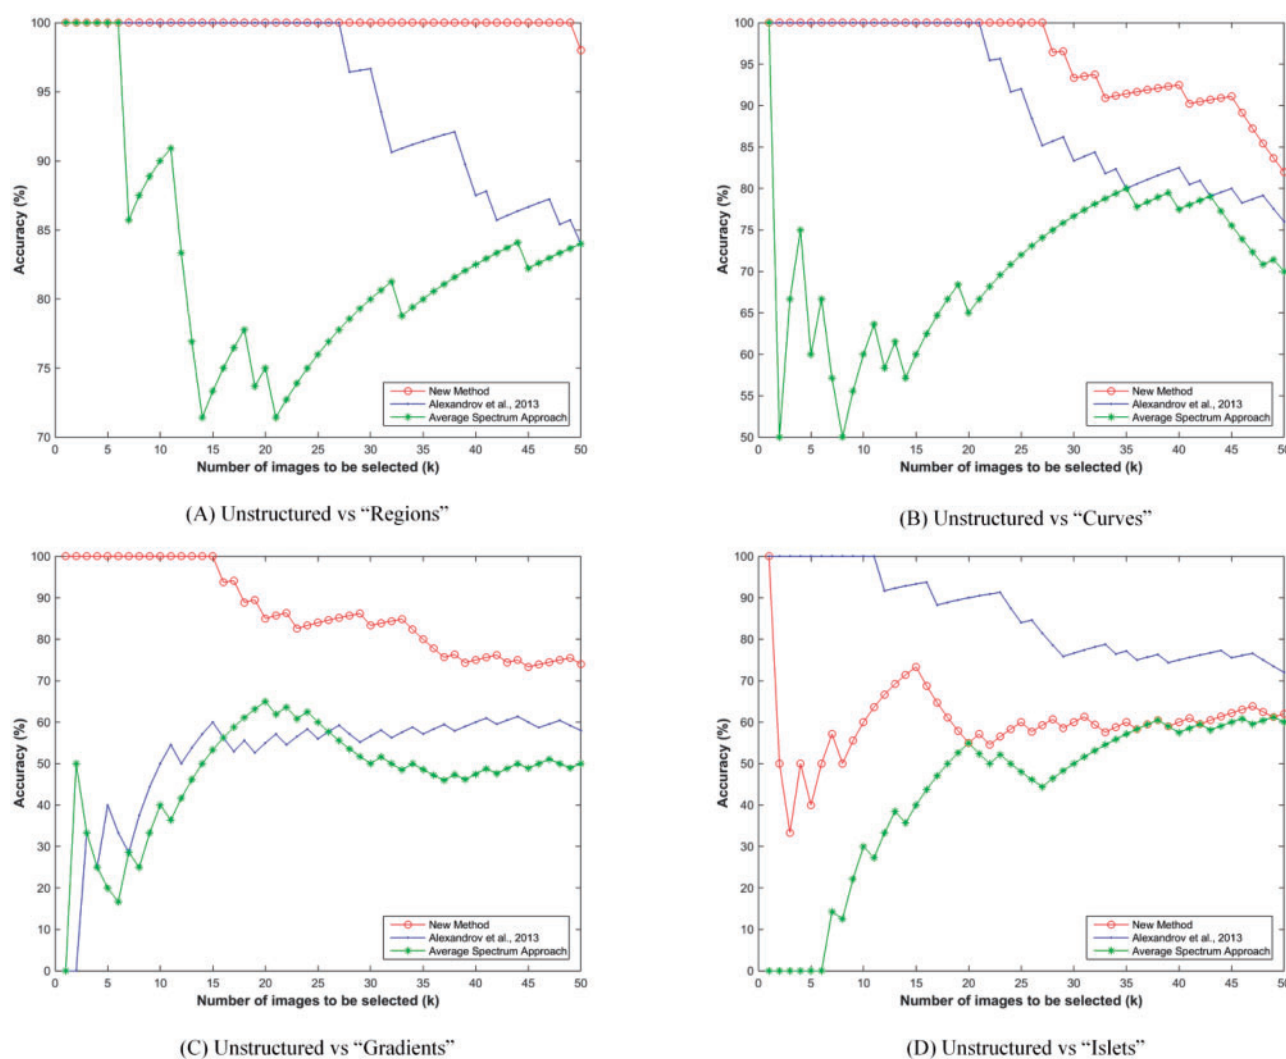 100
95
90
85
80
75
70
Accuracy (%)
0 5 10 15 20 25 30 35 40 45 50
Number of images to be selected (k)
New Method
Alexandrov et al., 2013
Average Spectrum Approach
(A) Unstructured vs “Regions”
100
95
90
85
80
75
70
65
60
55
50
Accuracy (%)
0 5 10 15 20 25 30 35 40 45 50
Number of images to be selected (k)
New Method
Alexandrov et al., 2013
Average Spectrum Approach
(B) Unstructured vs “Curves”
100
90
80
70
60
50
40
30
20
10
0
Accuracy (%)
0 5 10 15 20 25 30 35 40 45 50
Number of images to be selected (k)
New Method
Alexandrov et al., 2013
Average Spectrum Approach
(C) Unstructured vs “Gradients”
100
90
80
70
60
50
40
30
20
10
0
Accuracy (%)
0 5 10 15 20 25 30 35 40 45 50
Number of images to be selected (k)
New Method
Alexandrov et al., 2013
Average Spectrum Approach
(D) Unstructured vs “Islets”